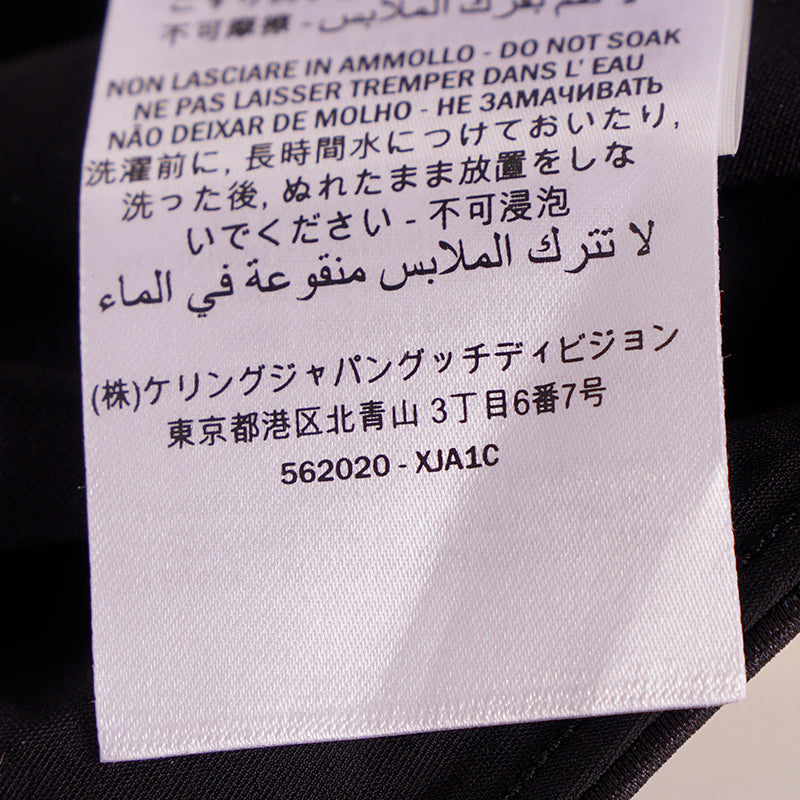 不可摩擦 - لا تقم بفرك الملابس
NON LASCIARE IN AMMOLLO - DO NOT SOAK
NE PAS LAISSER TREMPER DANS L' EAU
NÃO DEIXAR DE MOLHO - НЕ ЗАМАЧИВАТЬ
洗濯前に, 長時間水につけておいたり,
洗った後, ぬれたまま放置をしな
いでください - 不可浸泡
لا تترك الملابس منقوعة في الماء
(株)ケリングジャパングッチディビジョン
東京都港区北青山 3丁目6番7号
562020 - XJA1C